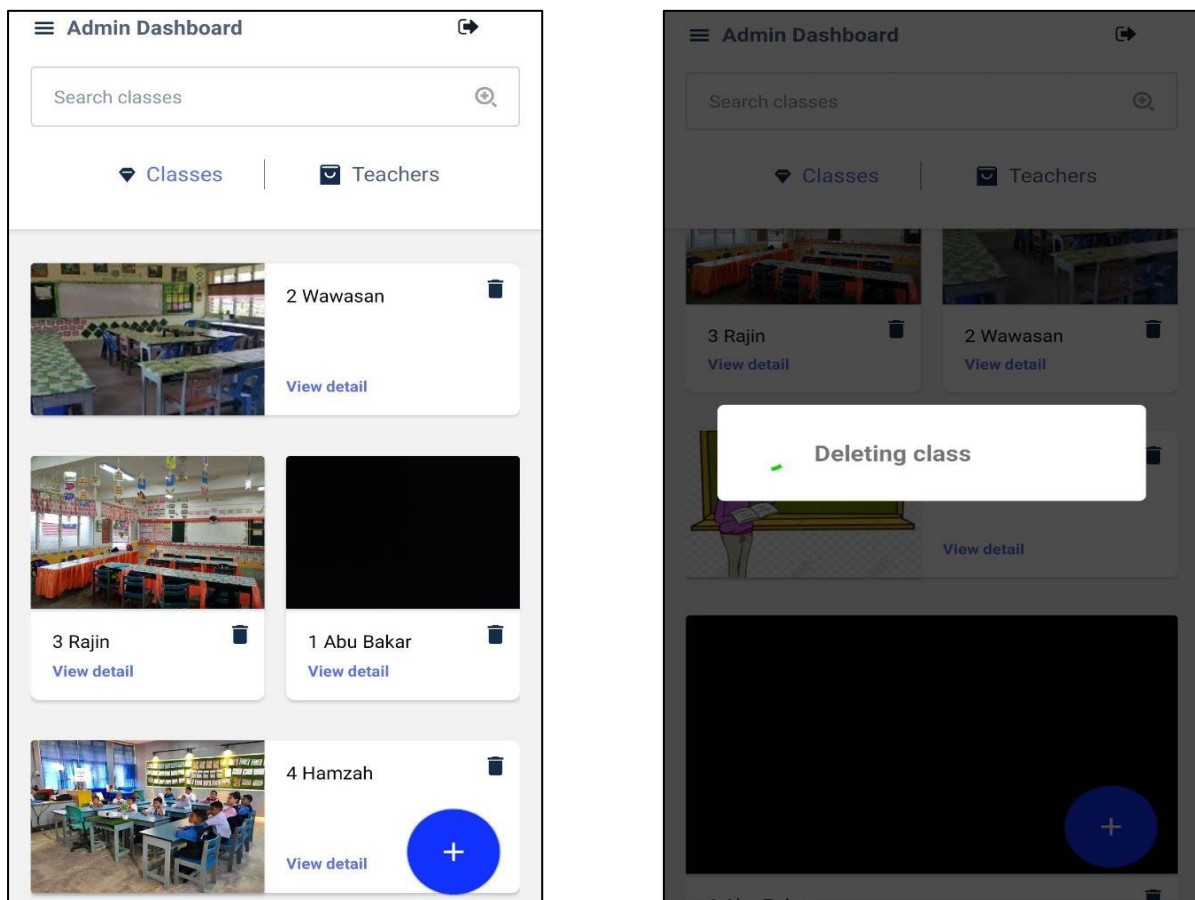 Admin Dashboard
Search classes
Classes
Teachers
2 Wawasan
View detail
3 Rajin
View detail
1 Abu Bakar
View detail
4 Hamzah
View detail
+
Admin Dashboard
Search classes
Classes
Teachers
3 Rajin
View detail
2 Wawasan
View detail
Deleting class
View detail
+